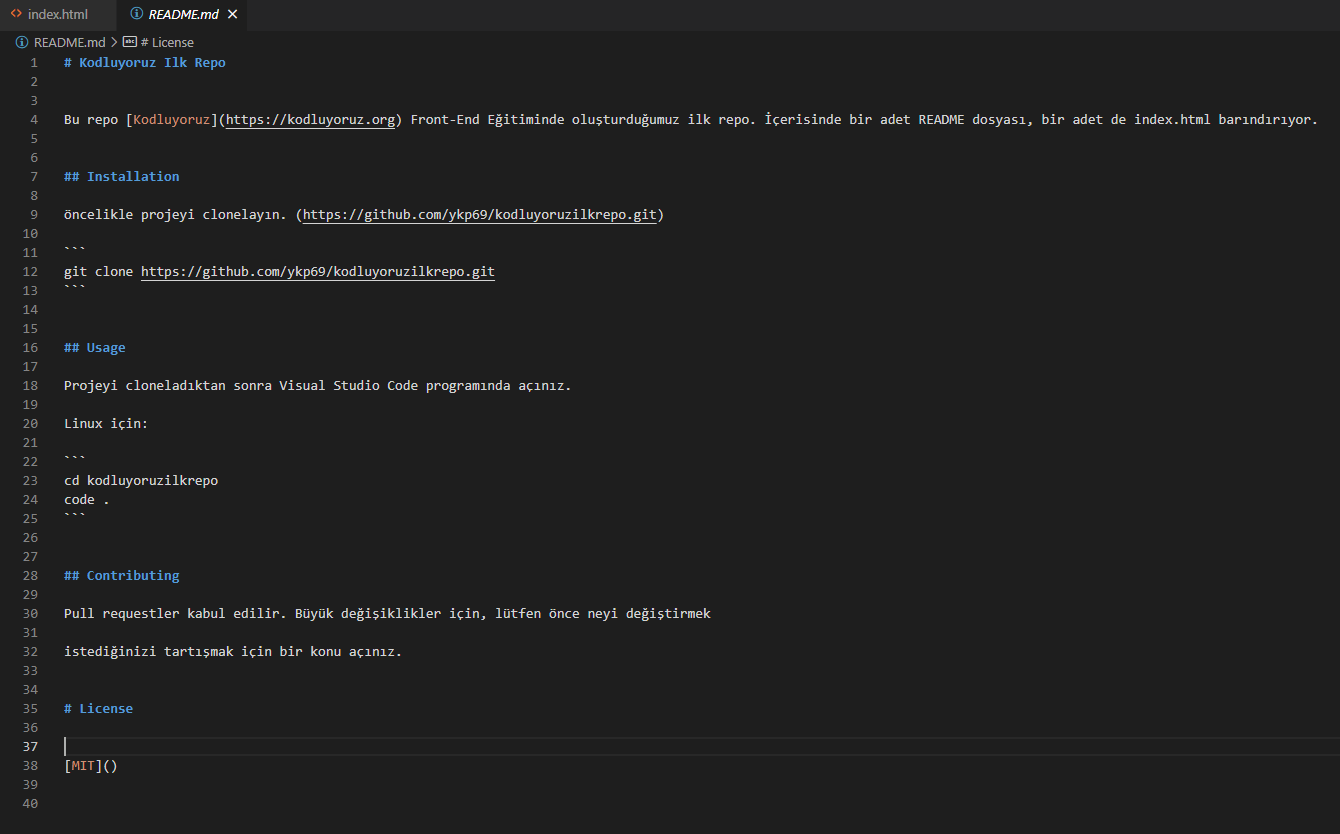 index.html
README.md
README.md > # License
1 # Kodluyoruz Ilk Repo
2
3
4 Bu repo [Kodluyoruz](https://kodluyoruz.org) Front-End Eğitiminde oluşturduğumuz ilk repo. İçerisinde bir adet README dosyası, bir adet de index.html barındırıyor.
5
6
7 ## Installation
8
9 öncelikle projeyi clonelayın. (https://github.com/ykp69/kodluyoruzilkrepo.git)
10
11 ```
12 git clone https://github.com/ykp69/kodluyoruzilkrepo.git
13 ```
14
15
16 ## Usage
17
18 Projeyi cloneladıktan sonra Visual Studio Code programında açınız.
19
20 Linux için:
21
22 ```
23 cd kodluyoruzilkrepo
24 code .
25 ```
26
27
28 ## Contributing
29
30 Pull requestler kabul edilir. Büyük değişiklikler için, lütfen önce neyi değiştirmek
31
32 istediğinizi tartışmak için bir konu açınız.
33
34
35 # License
36
37
38 [MIT]()
39
40